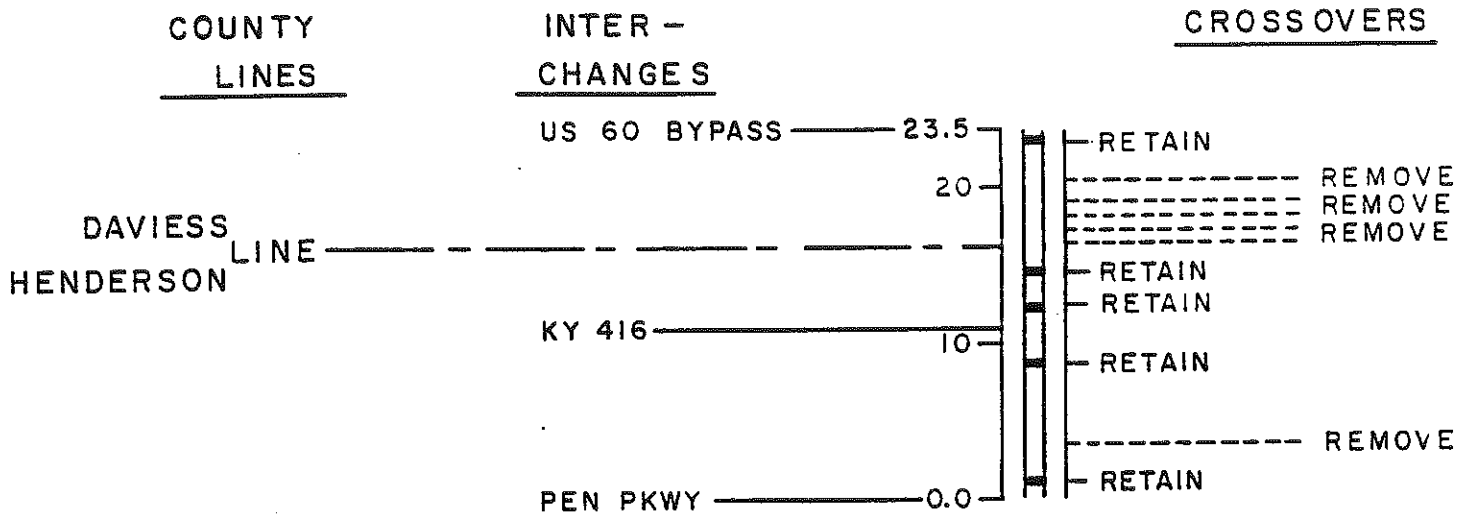 COUNTY LINES
INTER - CHANGES
CROSSOVERS
US 60 BYPASS 23.5
RETAIN
20
REMOVE
REMOVE
REMOVE
DAVIESS
LINE
HENDERSON
RETAIN
RETAIN
KY 416
10
RETAIN
REMOVE
RETAIN
PEN PKWY 0.0